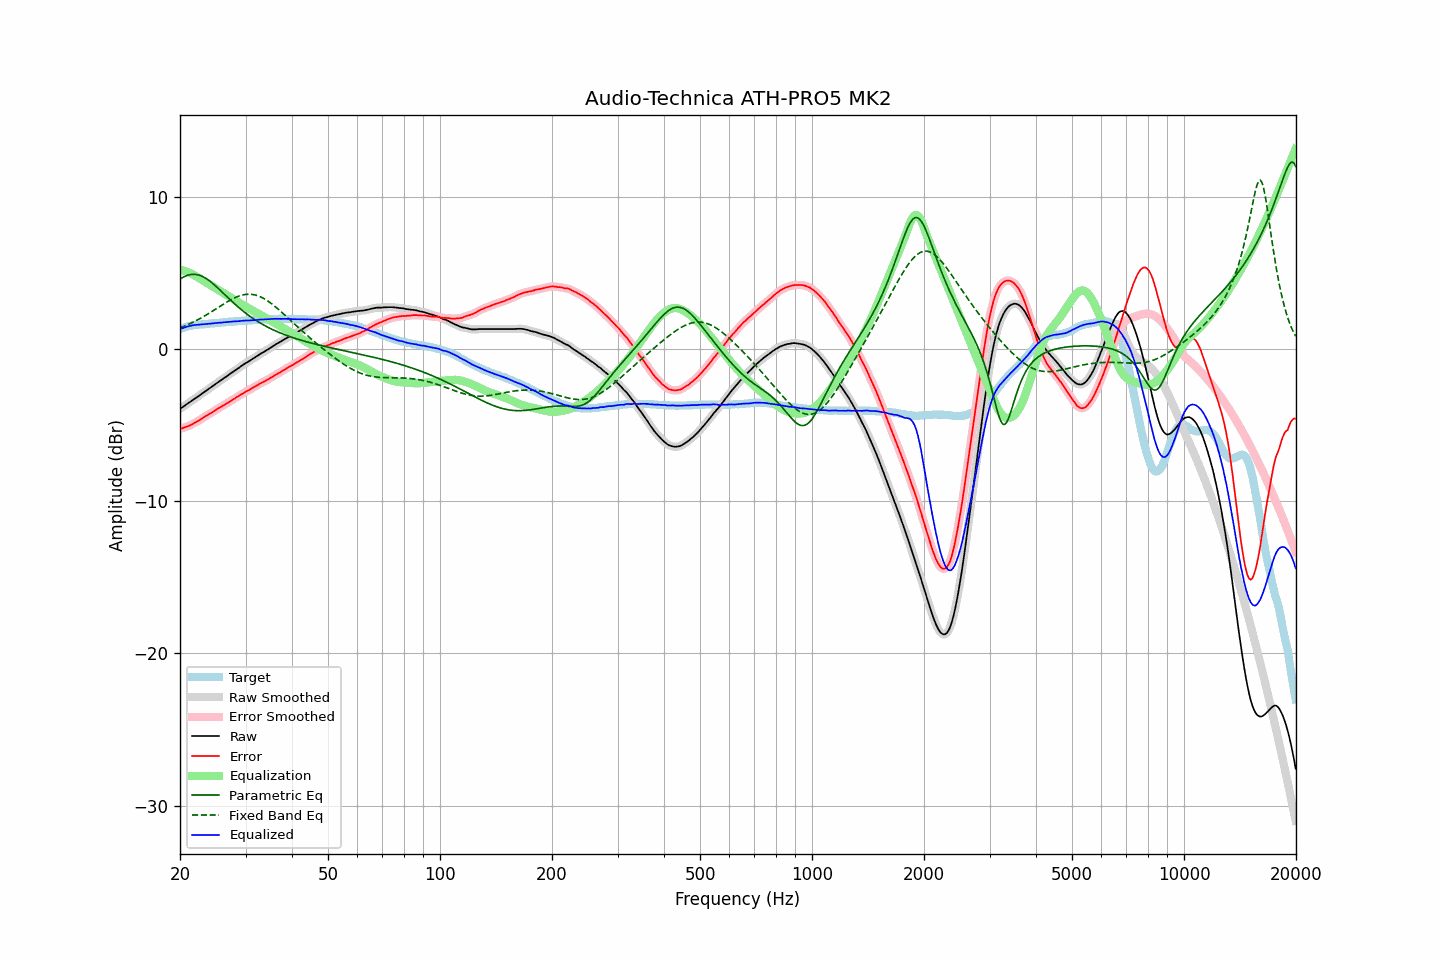 Audio-Technica ATH-PRO5 MK2
Amplitude (dBr)
10
0
−10
−20
−30
Target
Raw Smoothed
Error Smoothed
Raw
Error
Equalization
Parametric Eq
Fixed Band Eq
Equalized
20 50 100 200 500 1000 2000 5000 10000 20000
Frequency (Hz)